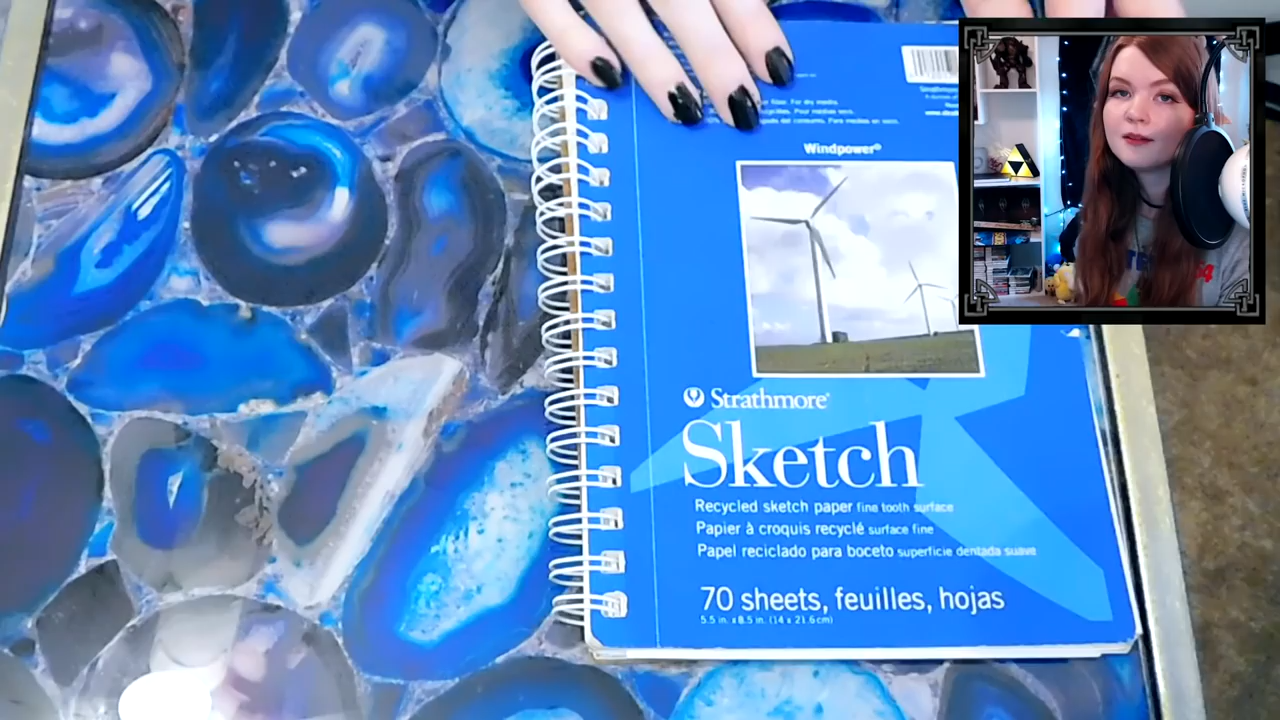 Windpower®
Strathmore®
Sketch
Recycled sketch paper fine tooth surface
Papier à croquis recyclé surface fine
Papel reciclado para boceto superficie dentada suave
70 sheets, feuilles, hojas
5.5 in. x 8.5 in. (14 x 21.6 cm)